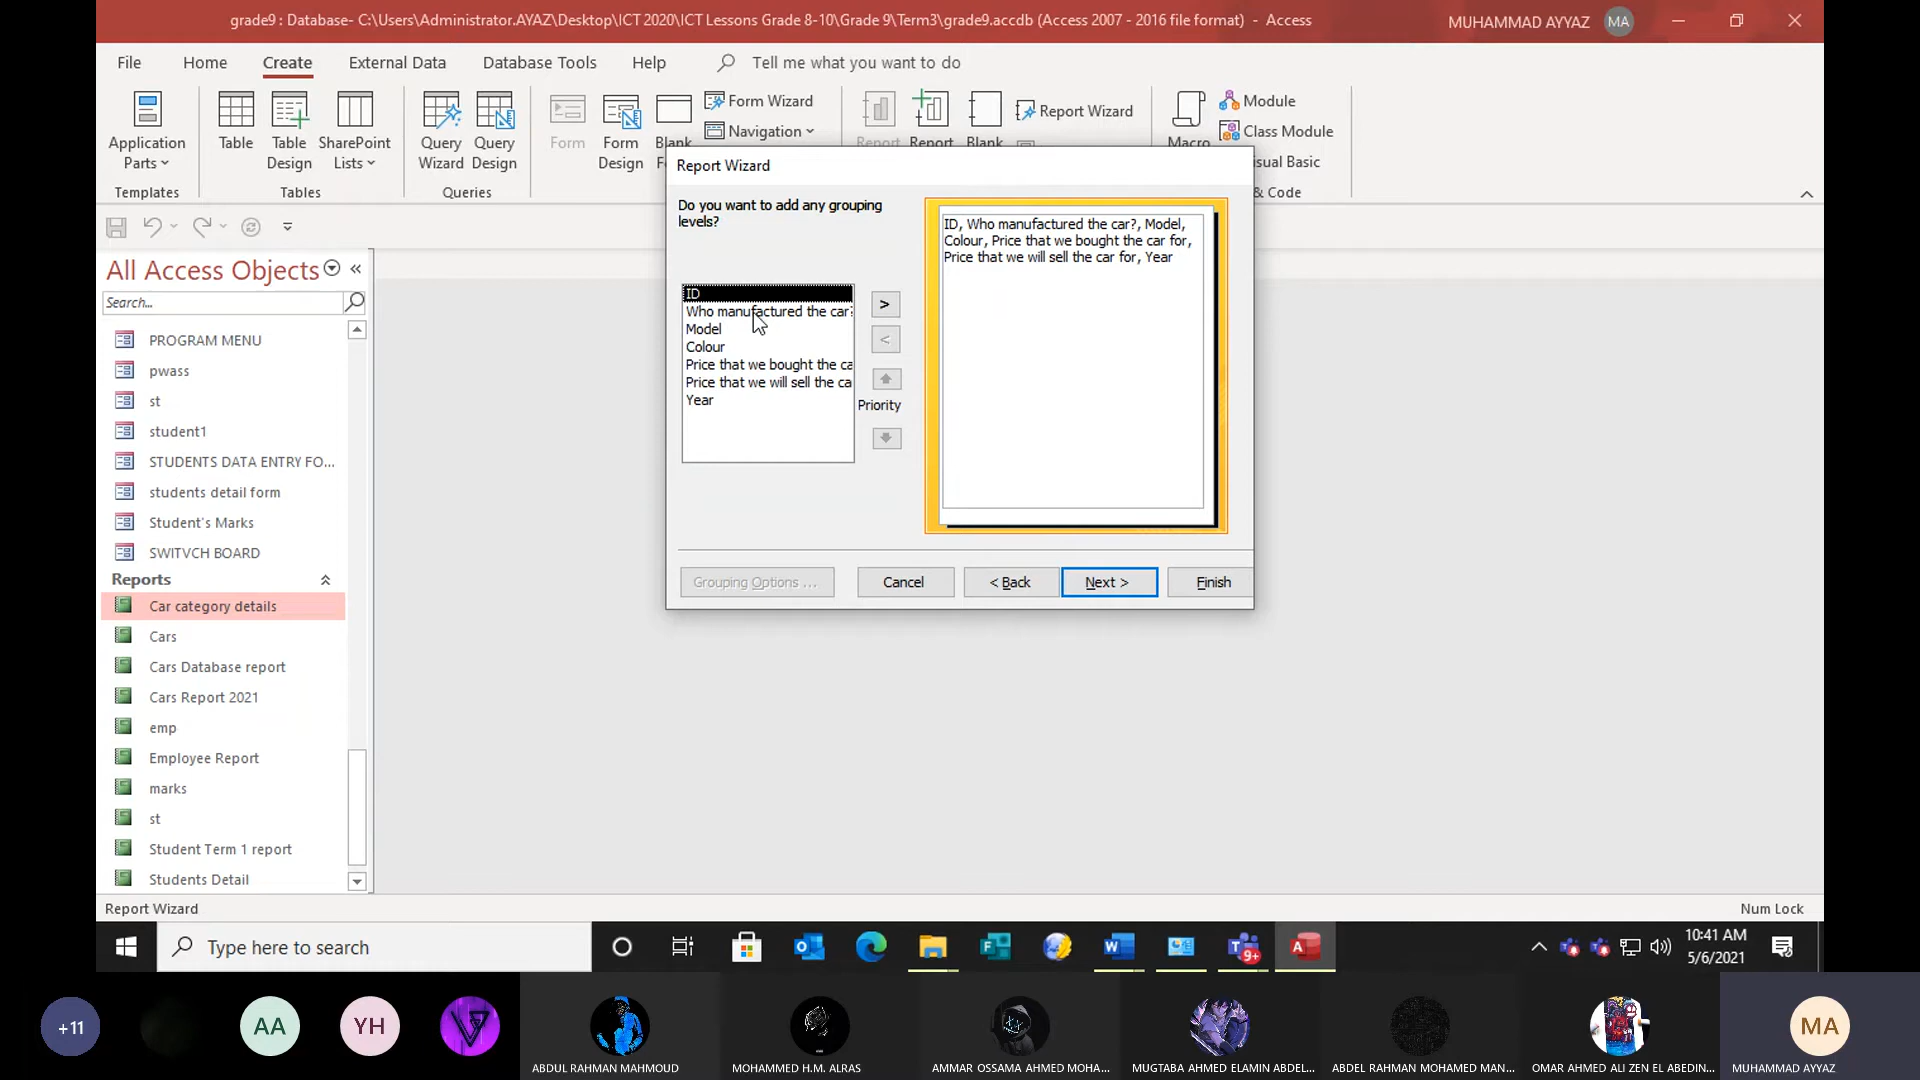 grade9 : Database- C:\Users\Administrator.AYAZ\Desktop\ICT 2020\ICT Lessons Grade 8-10\Grade 9\Term3\grade9.accdb (Access 2007 - 2016 file format) - Access
MUHAMMAD AYYAZ MA
File Home Create External Data Database Tools Help Tell me what you want to do
Application Parts
Table
Table Design
SharePoint Lists
Query Wizard
Query Design
Form
Form Design
Blank
Form Wizard
Navigation
Report
Report
Blank
Report Wizard
Macro
Module
Class Module
isual Basic
Templates
Tables
Queries
& Code
All Access Objects
Search...
PROGRAM MENU
pwass
st
student1
STUDENTS DATA ENTRY FO...
students detail form
Student's Marks
SWITVCH BOARD
Reports
Car category details
Cars
Cars Database report
Cars Report 2021
emp
Employee Report
marks
st
Student Term 1 report
Students Detail
Report Wizard
Do you want to add any grouping
levels?
ID
Who manufactured the car?
Model
Colour
Price that we bought the ca
Price that we will sell the ca
Year
>
<
Priority
ID, Who manufactured the car?, Model,
Colour, Price that we bought the car for,
Price that we will sell the car for, Year
Grouping Options ...
Cancel
< Back
Next >
Finish
Report Wizard
Num Lock
Type here to search
9+
10:41 AM
5/6/2021
+11
AA
YH
MA
ABDUL RAHMAN MAHMOUD
MOHAMMED H.M. ALRAS
AMMAR OSSAMA AHMED MOHA...
MUGTABA AHMED ELAMIN ABDEL...
ABDEL RAHMAN MOHAMED MAN...
OMAR AHMED ALI ZEN EL ABEDIN...
MUHAMMAD AYYAZ